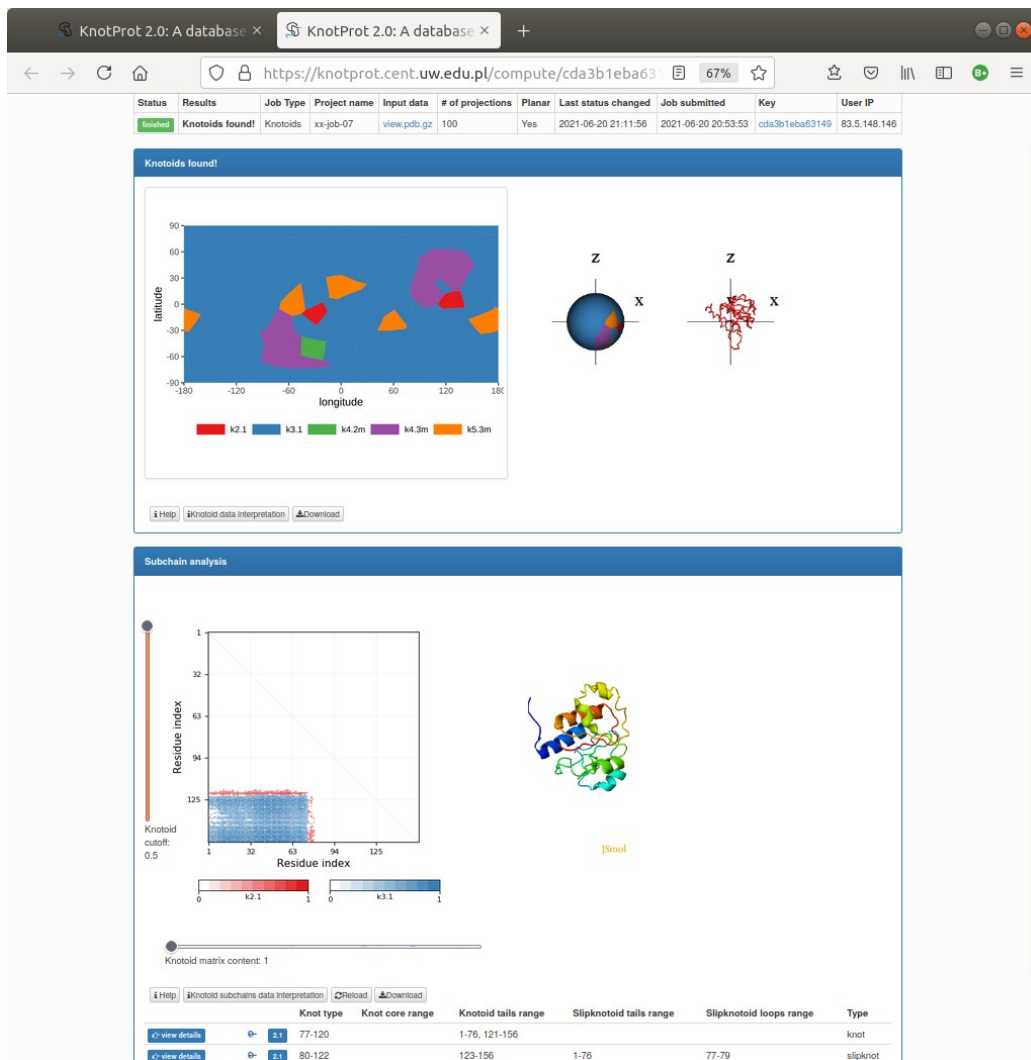 KnotProt 2.0: A database × KnotProt 2.0: A database × +
https://knotprot.cent.uw.edu.pl/compute/cda3b1eba63 67%
Status Results Job Type Project name Input data # of projections Planar Last status changed Job submitted Key User IP
finished Knotoids found! Knotoids xx-job-07 view.pdb.gz 100 Yes 2021-06-20 21:11:56 2021-06-20 20:53:53 cda3b1eba63149 83.5.148.146
Knotoids found!
90
60
30
0
-30
-60
-90
latitude
-180 -120 -60 0 60 120 180
longitude
k2.1 k3.1 k4.2m k4.3m k5.3m
Z
X
Z
X
Y
i Help iKnotoid data interpretation Download
Subchain analysis
1
32
63
94
125
Residue index
1 32 63 94 125
Residue index
Knotoid
cutoff:
0.5
JSmol
0 k2.1 1 0 k3.1 1
Knotoid matrix content: 1
i Help iKnotoid subchains data interpretation Reload Download
Knot type Knot core range Knotoid tails range Slipknotoid tails range Slipknotoid loops range Type
view details 2.1 77-120 1-76, 121-156 knot
view details 2.1 80-122 123-156 1-76 77-79 slipknot